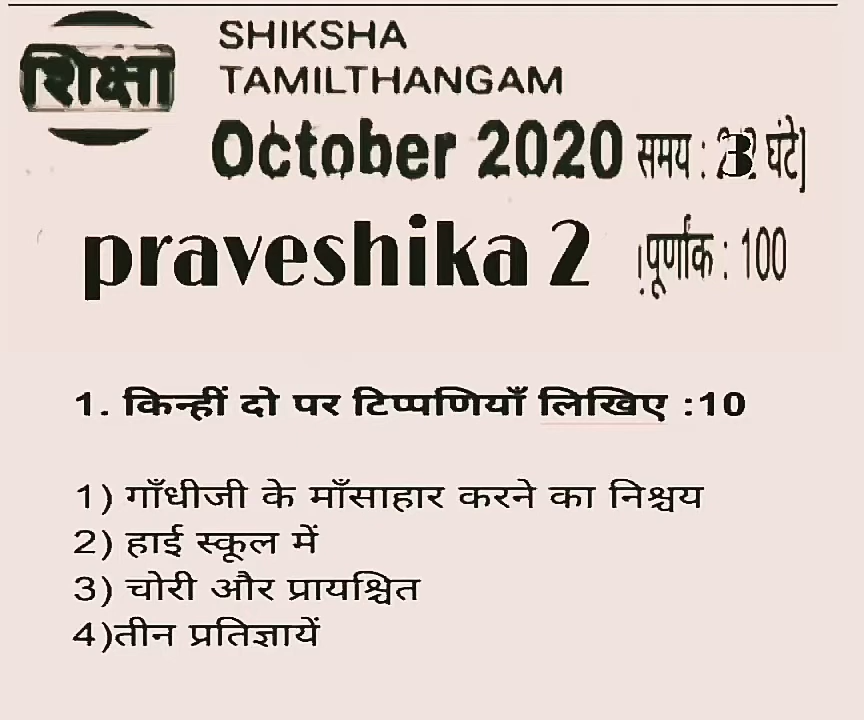 शिक्षा
SHIKSHA
TAMILTHANGAM
October 2020 समय : 3 घंटे]
praveshika 2 पूर्णांक : 100
1. किन्हीं दो पर टिप्पणियाँ लिखिए :10
1) गाँधीजी के माँसाहार करने का निश्चय
2) हाई स्कूल में
3) चोरी और प्रायश्चित
4)तीन प्रतिज्ञायें